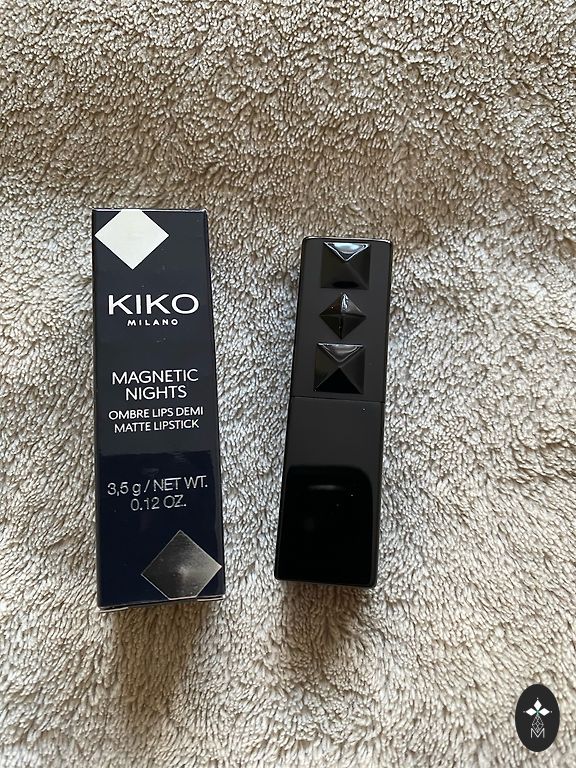 KIKO
MILANO
MAGNETIC
NIGHTS
OMBRE LIPS DEMI
MATTE LIPSTICK
3,5 g / NET WT.
0.12 OZ.
M